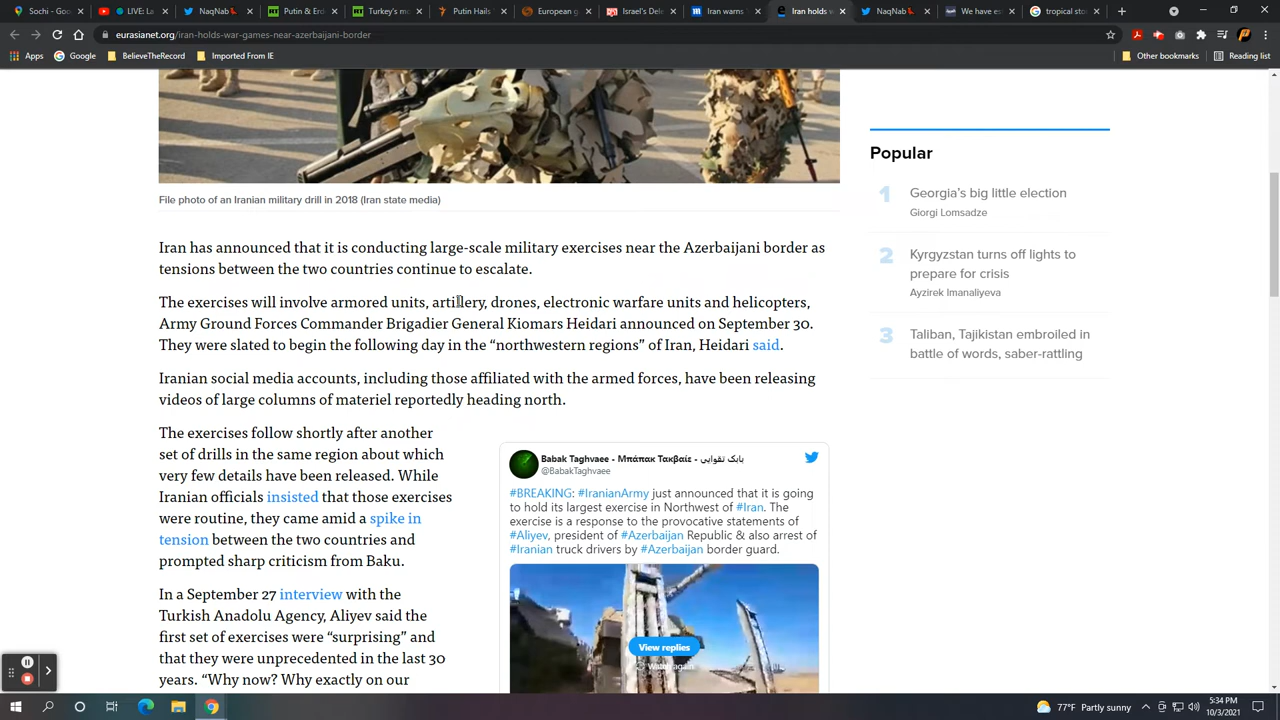 Sochi - Goo
LIVE! La
NaqNab
Putin & Erd
Turkey's mo
Putin Hails
European g
Israel's Dele
Iran warns
Iran holds w
NaqNab
We have es
tropical sto
eurasianet.org/iran-holds-war-games-near-azerbaijani-border
Apps
Google
BelieveTheRecord
Imported From IE
Other bookmarks
Reading list
File photo of an Iranian military drill in 2018 (Iran state media)
Iran has announced that it is conducting large-scale military exercises near the Azerbaijani border as
tensions between the two countries continue to escalate.
The exercises will involve armored units, artillery, drones, electronic warfare units and helicopters,
Army Ground Forces Commander Brigadier General Kiomars Heidari announced on September 30.
They were slated to begin the following day in the “northwestern regions” of Iran, Heidari said.
Iranian social media accounts, including those affiliated with the armed forces, have been releasing
videos of large columns of materiel reportedly heading north.
The exercises follow shortly after another
set of drills in the same region about which
very few details have been released. While
Iranian officials insisted that those exercises
were routine, they came amid a spike in
tension between the two countries and
prompted sharp criticism from Baku.
In a September 27 interview with the
Turkish Anadolu Agency, Aliyev said the
first set of exercises were “surprising” and
that they were unprecedented in the last 30
years. “Why now? Why exactly on our
Babak Taghvaee - Μπάπακ Τακβαίε - بابک تقوایی
@BabakTaghvaee
#BREAKING: #IranianArmy just announced that it is going
to hold its largest exercise in Northwest of #Iran. The
exercise is a response to the provocative statements of
#Aliyev, president of #Azerbaijan Republic & also arrest of
#Iranian truck drivers by #Azerbaijan border guard.
View replies
Watch again
Popular
1
Georgia's big little election
Giorgi Lomsadze
2
Kyrgyzstan turns off lights to
prepare for crisis
Ayzirek Imanaliyeva
3
Taliban, Tajikistan embroiled in
battle of words, saber-rattling
77°F Partly sunny
5:34 PM
10/3/2021